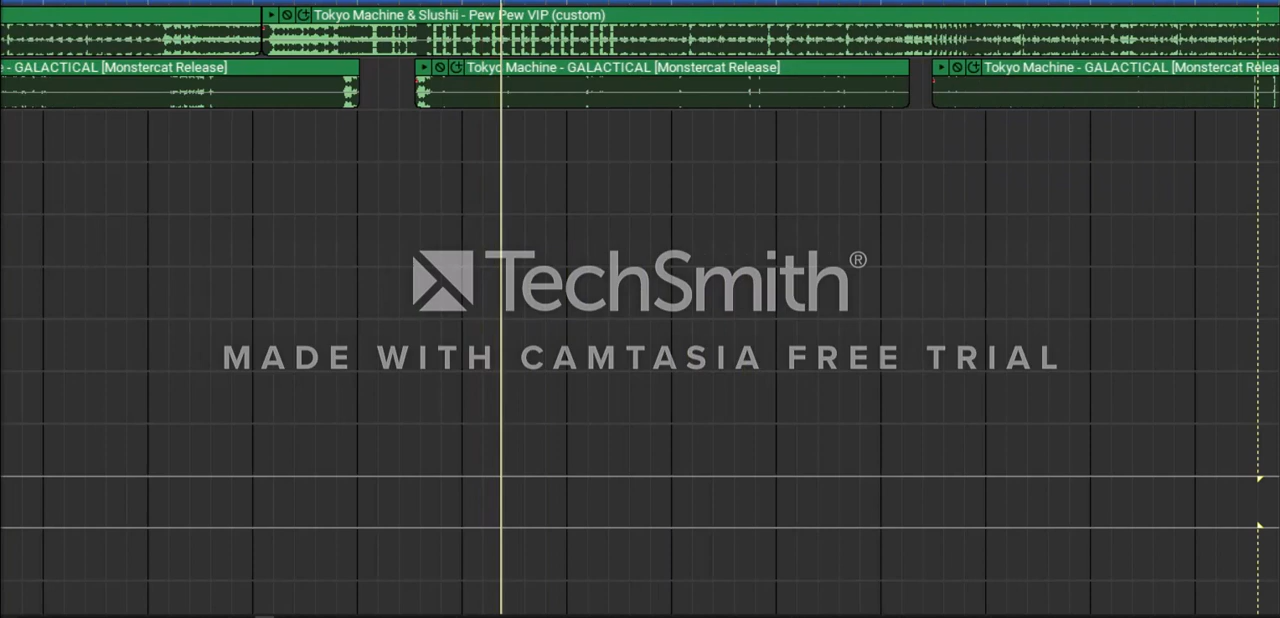 Tokyo Machine & Slushii - Pew Pew VIP (custom)
- GALACTICAL [Monstercat Release]
Tokyo Machine - GALACTICAL [Monstercat Release]
Tokyo Machine - GALACTICAL [Monstercat Relea
TechSmith®
MADE WITH CAMTASIA FREE TRIAL